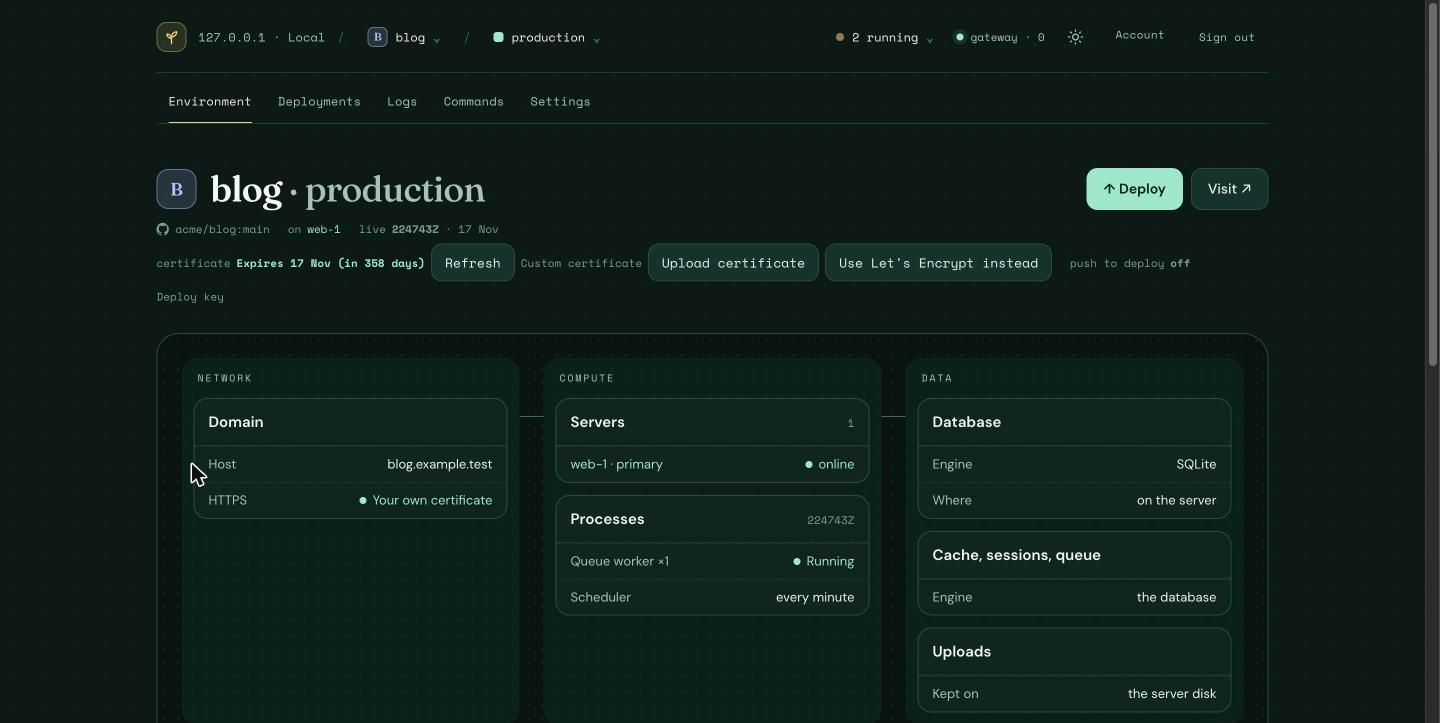 127.0.0.1 · Local / B blog / production 2 running gateway · 0 Account Sign out
Environment Deployments Logs Commands Settings
B blog · production ↑ Deploy Visit ↗
acme/blog:main on web-1 live 224743Z · 17 Nov
certificate Expires 17 Nov (in 358 days) Refresh Custom certificate Upload certificate Use Let's Encrypt instead push to deploy off
Deploy key
NETWORK
Domain
Host blog.example.test
HTTPS Your own certificate
COMPUTE
Servers 1
web-1 · primary online
Processes 224743Z
Queue worker ×1 Running
Scheduler every minute
DATA
Database
Engine SQLite
Where on the server
Cache, sessions, queue
Engine the database
Uploads
Kept on the server disk